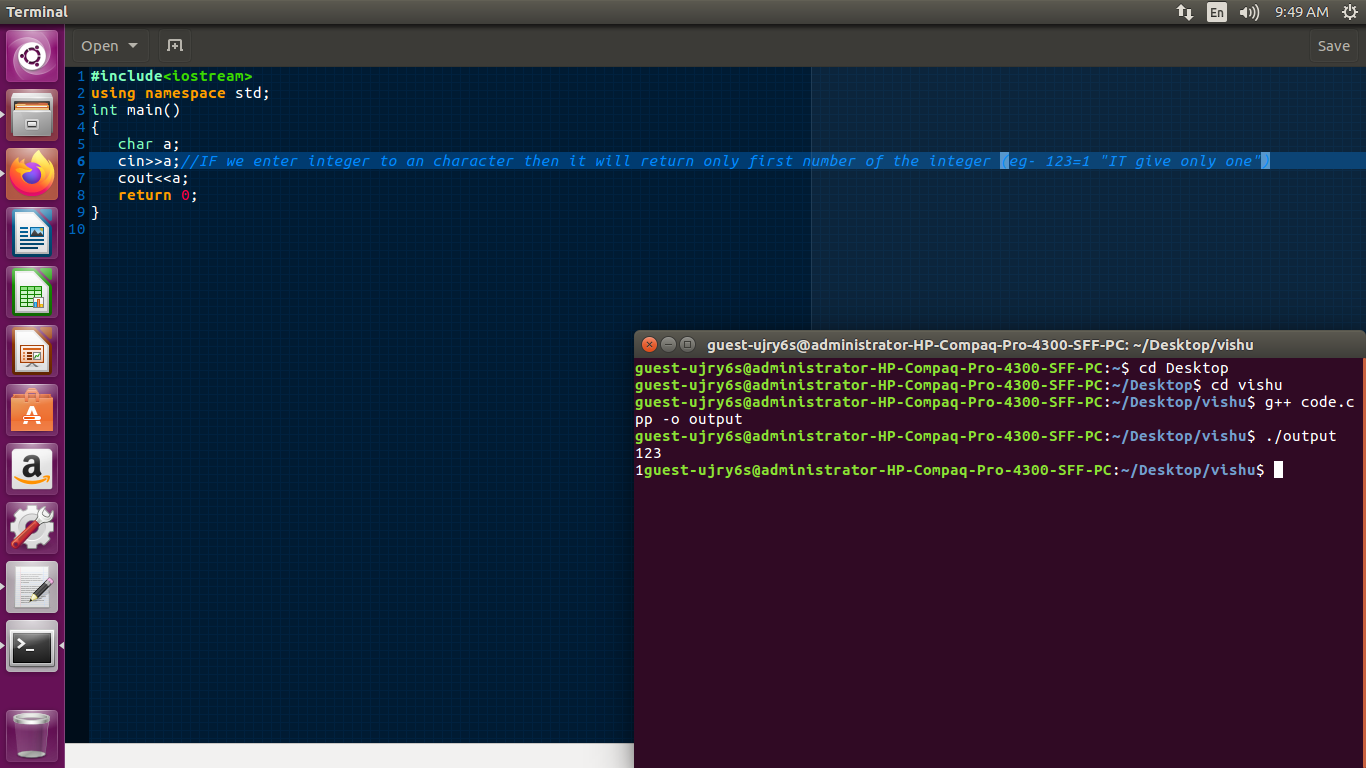 Terminal
En
9:49 AM
Open
Save
1 #include<iostream>
2 using namespace std;
3 int main()
4 {
5 char a;
6 cin>>a;//IF we enter integer to an character then it will return only first number of the integer (eg- 123=1 "IT give only one")
7 cout<<a;
8 return 0;
9 }
10
guest-ujry6s@administrator-HP-Compaq-Pro-4300-SFF-PC: ~/Desktop/vishu
guest-ujry6s@administrator-HP-Compaq-Pro-4300-SFF-PC:~$ cd Desktop
guest-ujry6s@administrator-HP-Compaq-Pro-4300-SFF-PC:~/Desktop$ cd vishu
guest-ujry6s@administrator-HP-Compaq-Pro-4300-SFF-PC:~/Desktop/vishu$ g++ code.c
pp -o output
guest-ujry6s@administrator-HP-Compaq-Pro-4300-SFF-PC:~/Desktop/vishu$ ./output
123
1guest-ujry6s@administrator-HP-Compaq-Pro-4300-SFF-PC:~/Desktop/vishu$